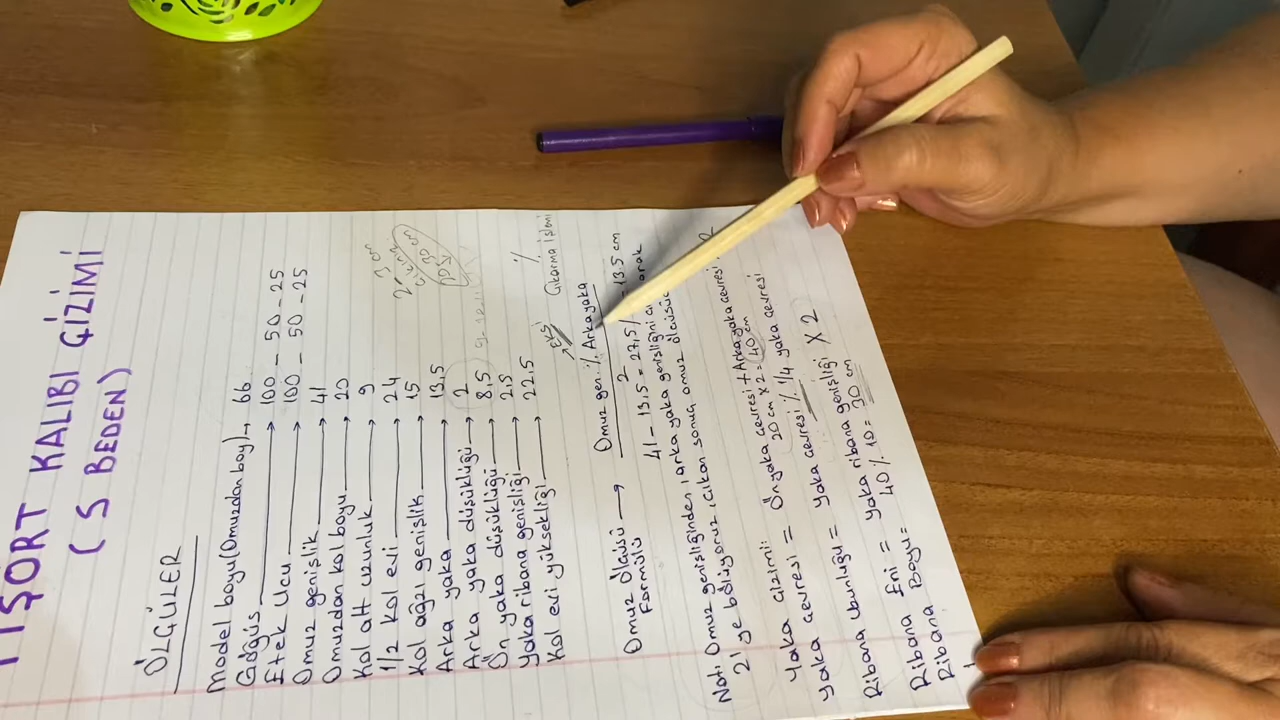 TİŞÖRT KALIBI ÇİZİMİ
(S BEDEN)
ÖLÇÜLER
Model boyu(Omuzdan boy) → 66
Göğüs → 100 - 50 - 25
Etek Ucu → 100 - 50 - 25
Omuz genişlik → 41
Omuzdan kol boyu → 20
Kol alt uzunluk → 9
1/2 kol evi → 24
Kol ağzı genişlik → 15
Arka yaka → 13,5
Arka yaka düşüklüğü → 2
Ön yaka düşüklüğü → 8,5
Yaka ribana genişliği → 2,5
Kol evi yüksekliği → 22,5
Çıkarma işlemi
Omuz Ölçüsü → Omuz gen. % Arka yaka
Formülü 2
41 - 13,5 = 27,5/ 13.5 cm
Not: Omuz genişliğinden, arka yaka genişliğini
2'ye bölüyoruz, çıkan sonuç omuz ölçüsü
Yaka çizimi:
Yaka çevresi = Önyaka çevresi + Arkayaka çevresi
20 cm x 2 = 40 cm
Ribana uzunluğu = yaka çevresi % 1/4 yaka çevresi
Ribana Eni = yaka ribana genişliği x 2
Ribana Boyu = 40 % 10 = 30 cm